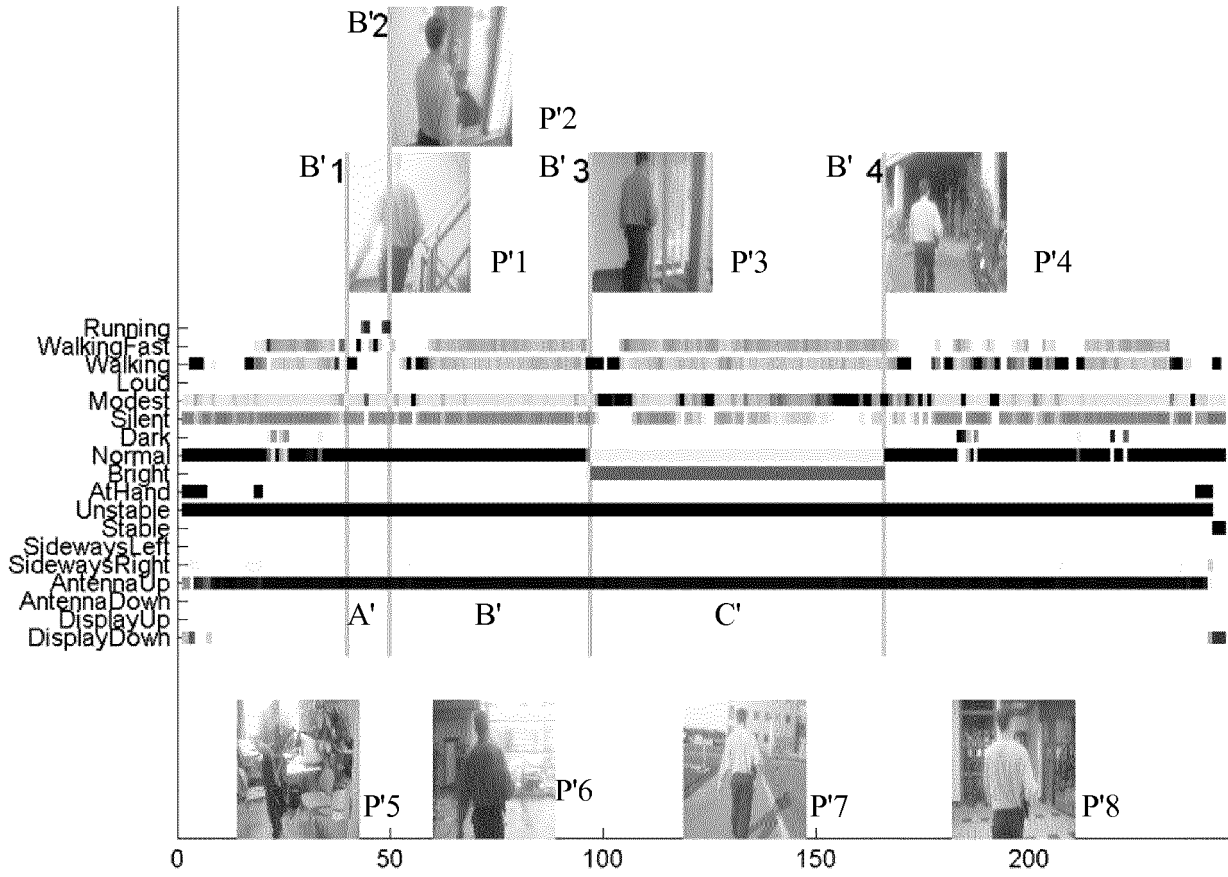 B'2
P'2
B'1
B'3
B'4
P'1
P'3
P'4
Running
WalkingFast
Walking
Loud
Modest
Silent
Dark
Normal
Bright
AtHand
Unstable
Stable
SidewaysLeft
SidewaysRight
AntennaUp
AntennaDown
A' B' C'
DisplayUp
DisplayDown
P'5
P'6
P'7
P'8
0 50 100 150 200